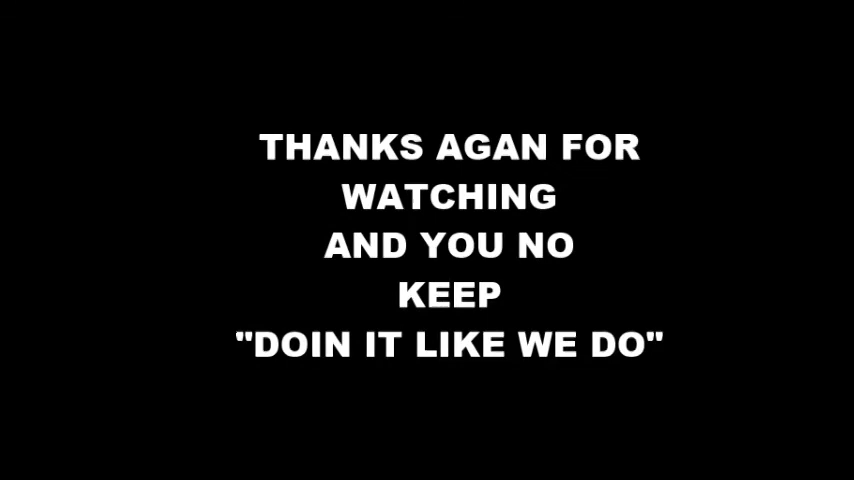 THANKS AGAN FOR
WATCHING
AND YOU NO
KEEP
"DOIN IT LIKE WE DO"